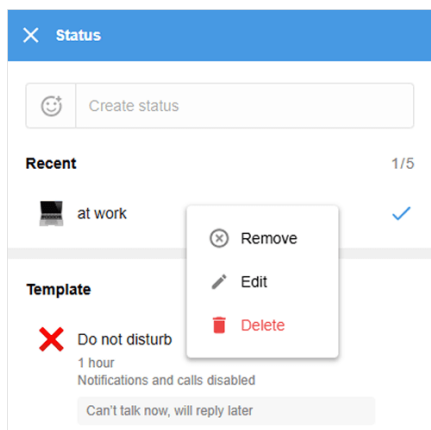 Status
Create status
Recent 1/5
at work
Remove
Edit
Delete
Template
Do not disturb
1 hour
Notifications and calls disabled
Can't talk now, will reply later